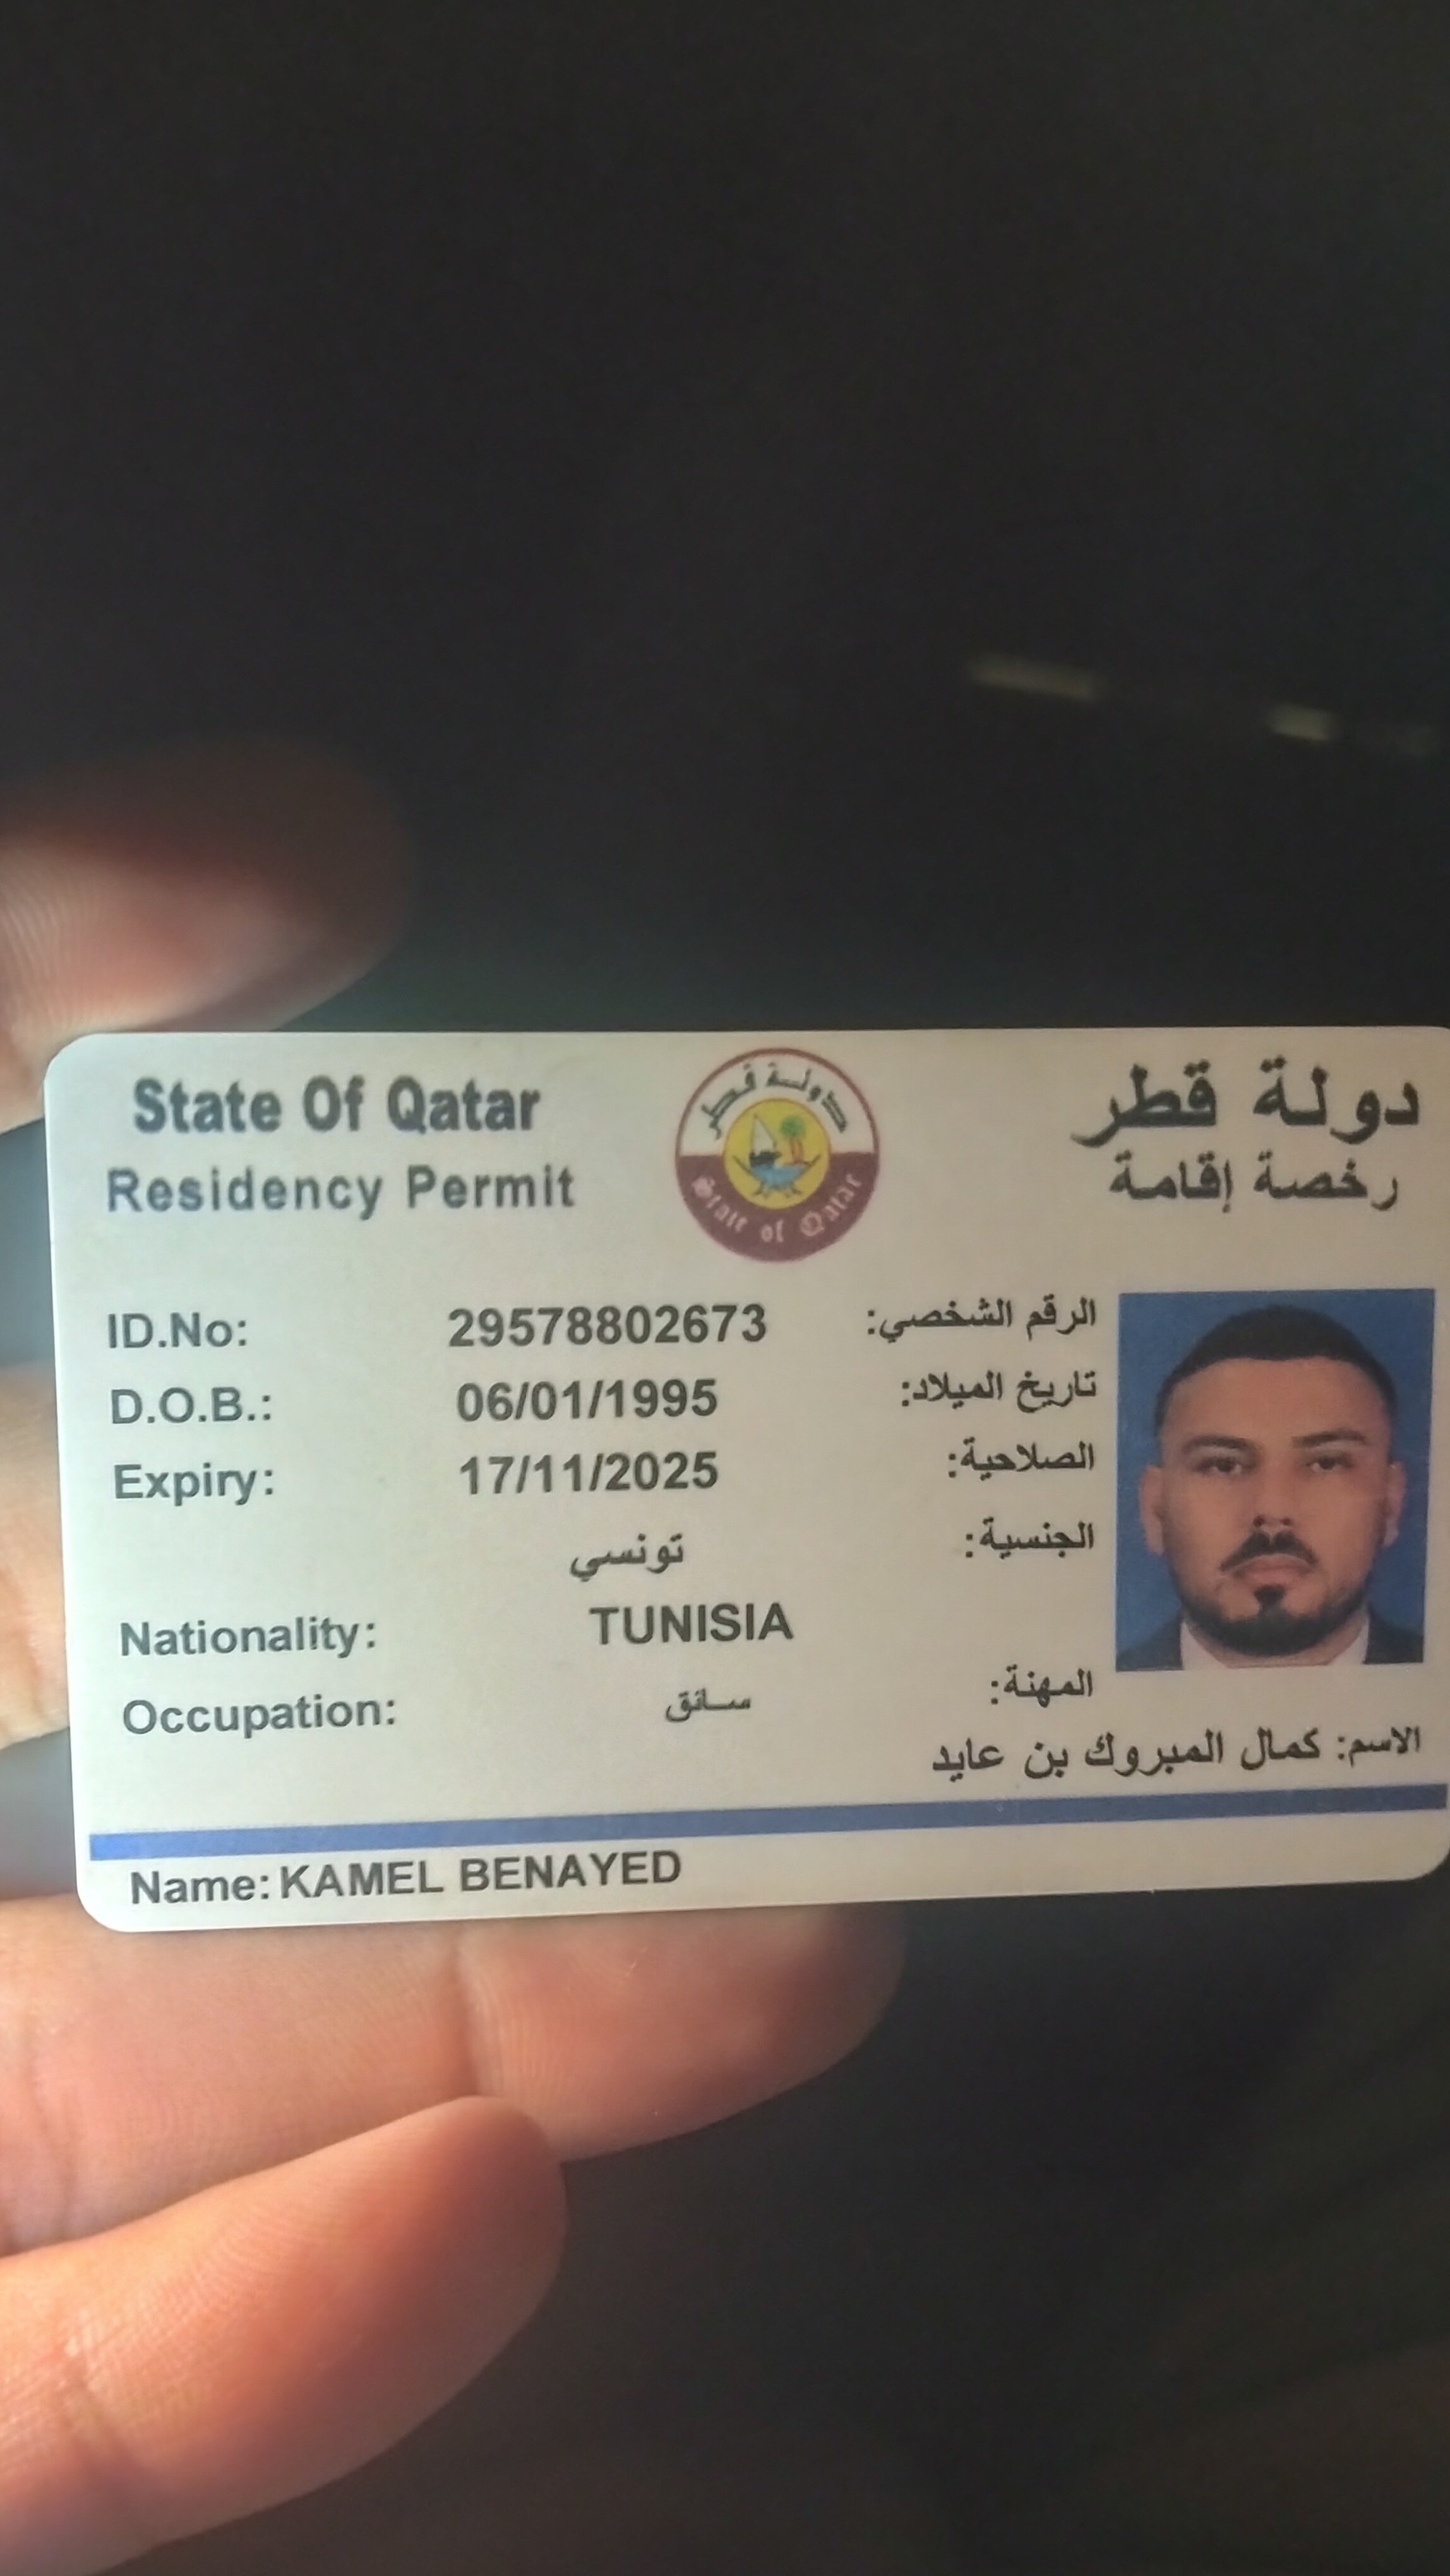 State Of Qatar
دولة قطر
Residency Permit
رخصة إقامة
دولة قطر
State of Qatar
ID.No: 29578802673 الرقم الشخصي:
D.O.B.: 06/01/1995 تاريخ الميلاد:
Expiry: 17/11/2025 الصلاحية:
تونسي الجنسية:
Nationality: TUNISIA
Occupation: سائق المهنة:
الاسم: كمال المبروك بن عايد
Name: KAMEL BENAYED